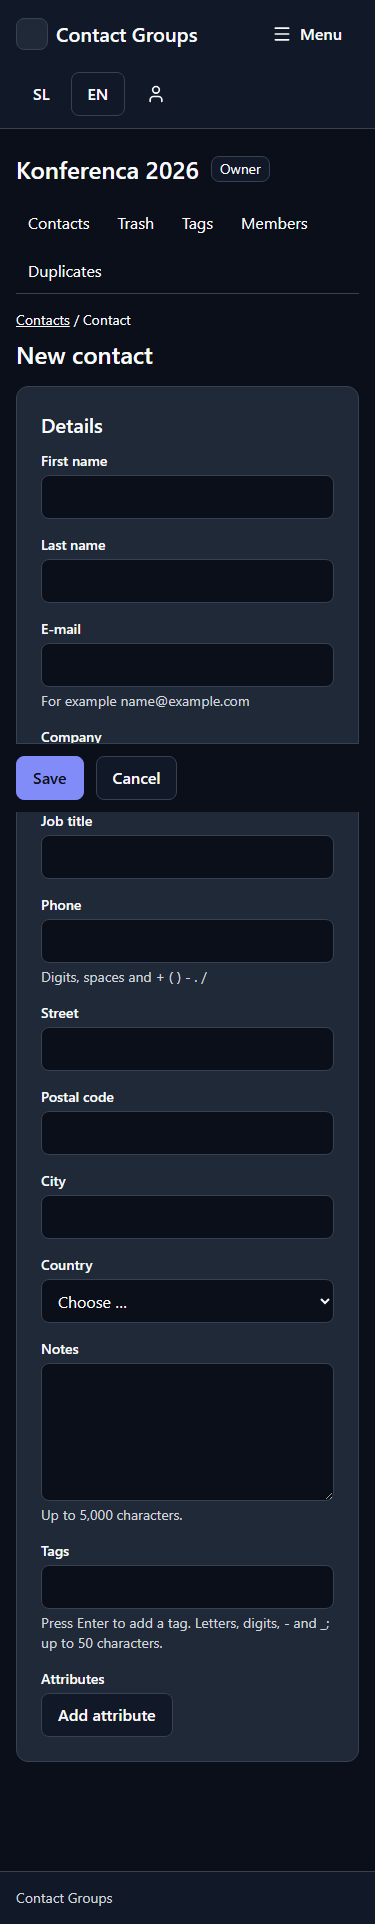 Contact Groups
Menu
SL
EN
Konferenca 2026
Owner
Contacts
Trash
Tags
Members
Duplicates
Contacts / Contact
New contact
Details
First name
Last name
E-mail
For example name@example.com
Company
Save
Cancel
Job title
Phone
Digits, spaces and + ( ) - . /
Street
Postal code
City
Country
Choose ...
Notes
Up to 5,000 characters.
Tags
Press Enter to add a tag. Letters, digits, - and _;
up to 50 characters.
Attributes
Add attribute
Contact Groups